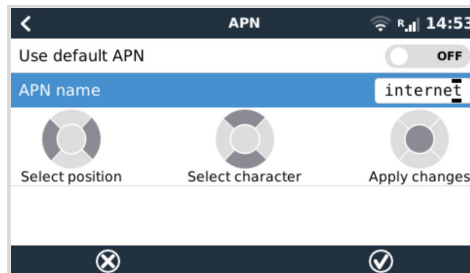 APN R 14:53
Use default APN OFF
APN name internet
Select position Select character Apply changes